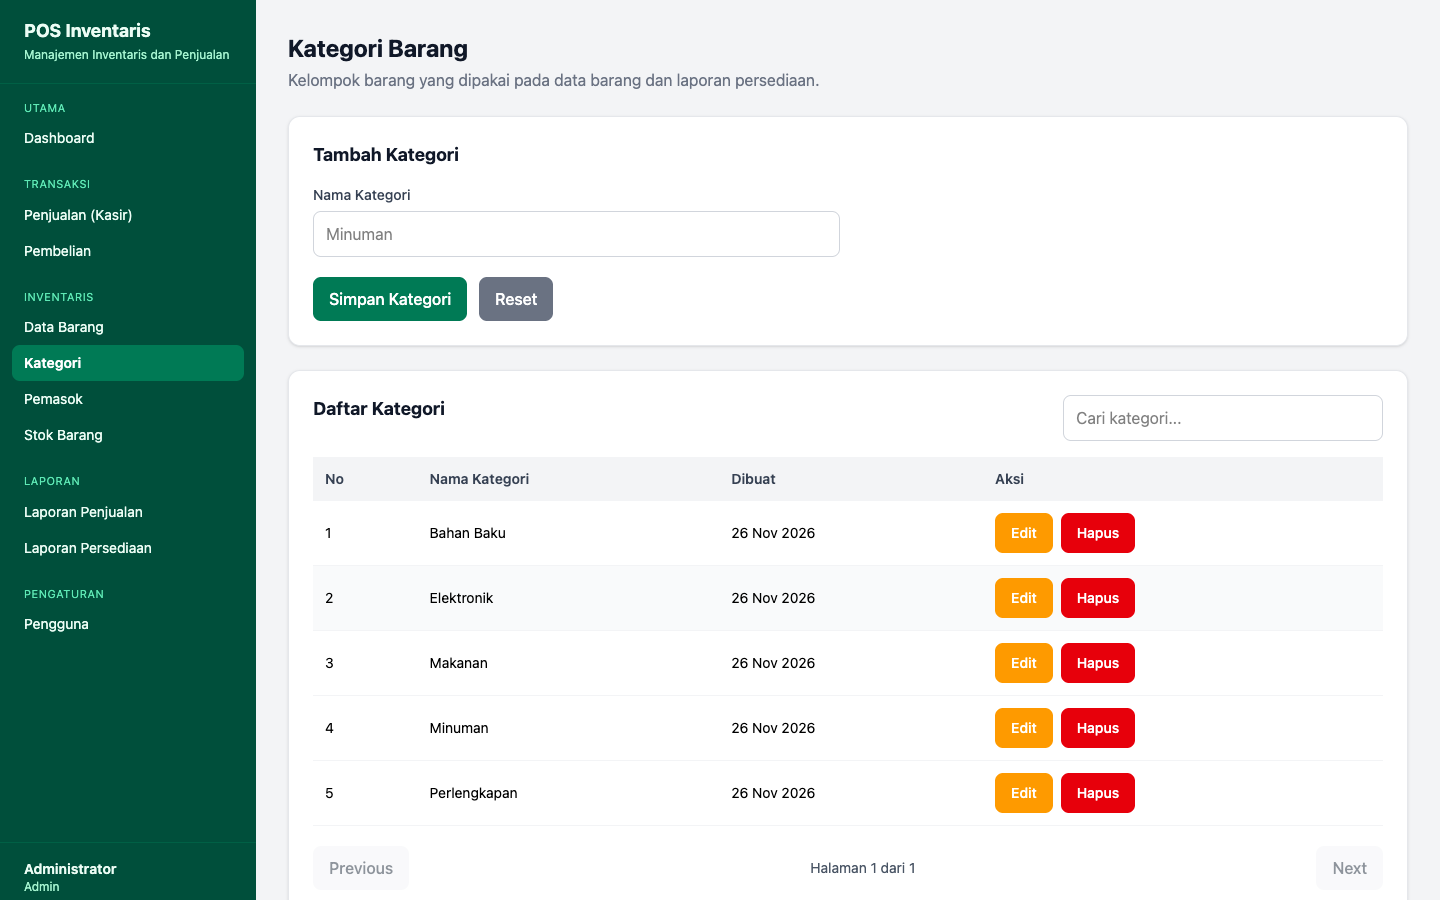 POS Inventaris
Manajemen Inventaris dan Penjualan
UTAMA
Dashboard
TRANSAKSI
Penjualan (Kasir)
Pembelian
INVENTARIS
Data Barang
Kategori
Pemasok
Stok Barang
LAPORAN
Laporan Penjualan
Laporan Persediaan
PENGATURAN
Pengguna
Administrator
Admin
Kategori Barang
Kelompok barang yang dipakai pada data barang dan laporan persediaan.
Tambah Kategori
Nama Kategori
Minuman
Simpan Kategori Reset
Daftar Kategori
Cari kategori...
No Nama Kategori Dibuat Aksi
1 Bahan Baku 26 Nov 2026 Edit Hapus
2 Elektronik 26 Nov 2026 Edit Hapus
3 Makanan 26 Nov 2026 Edit Hapus
4 Minuman 26 Nov 2026 Edit Hapus
5 Perlengkapan 26 Nov 2026 Edit Hapus
Previous Halaman 1 dari 1 Next